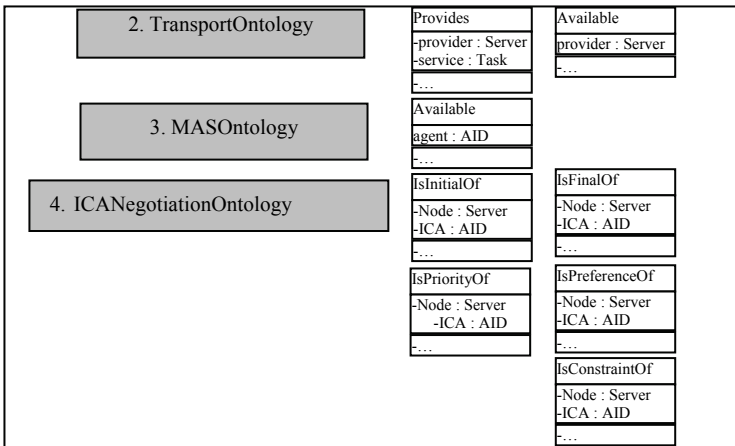 2. TransportOntology
Provides
-provider : Server
-service : Task
-…
Available
provider : Server
-…
3. MASOntology
Available
agent : AID
-…
4. ICANegotiationOntology
IsInitialOf
-Node : Server
-ICA : AID
-…
IsFinalOf
-Node : Server
-ICA : AID
-…
IsPriorityOf
-Node : Server
-ICA : AID
-…
IsPreferenceOf
-Node : Server
-ICA : AID
-…
IsConstraintOf
-Node : Server
-ICA : AID
-…